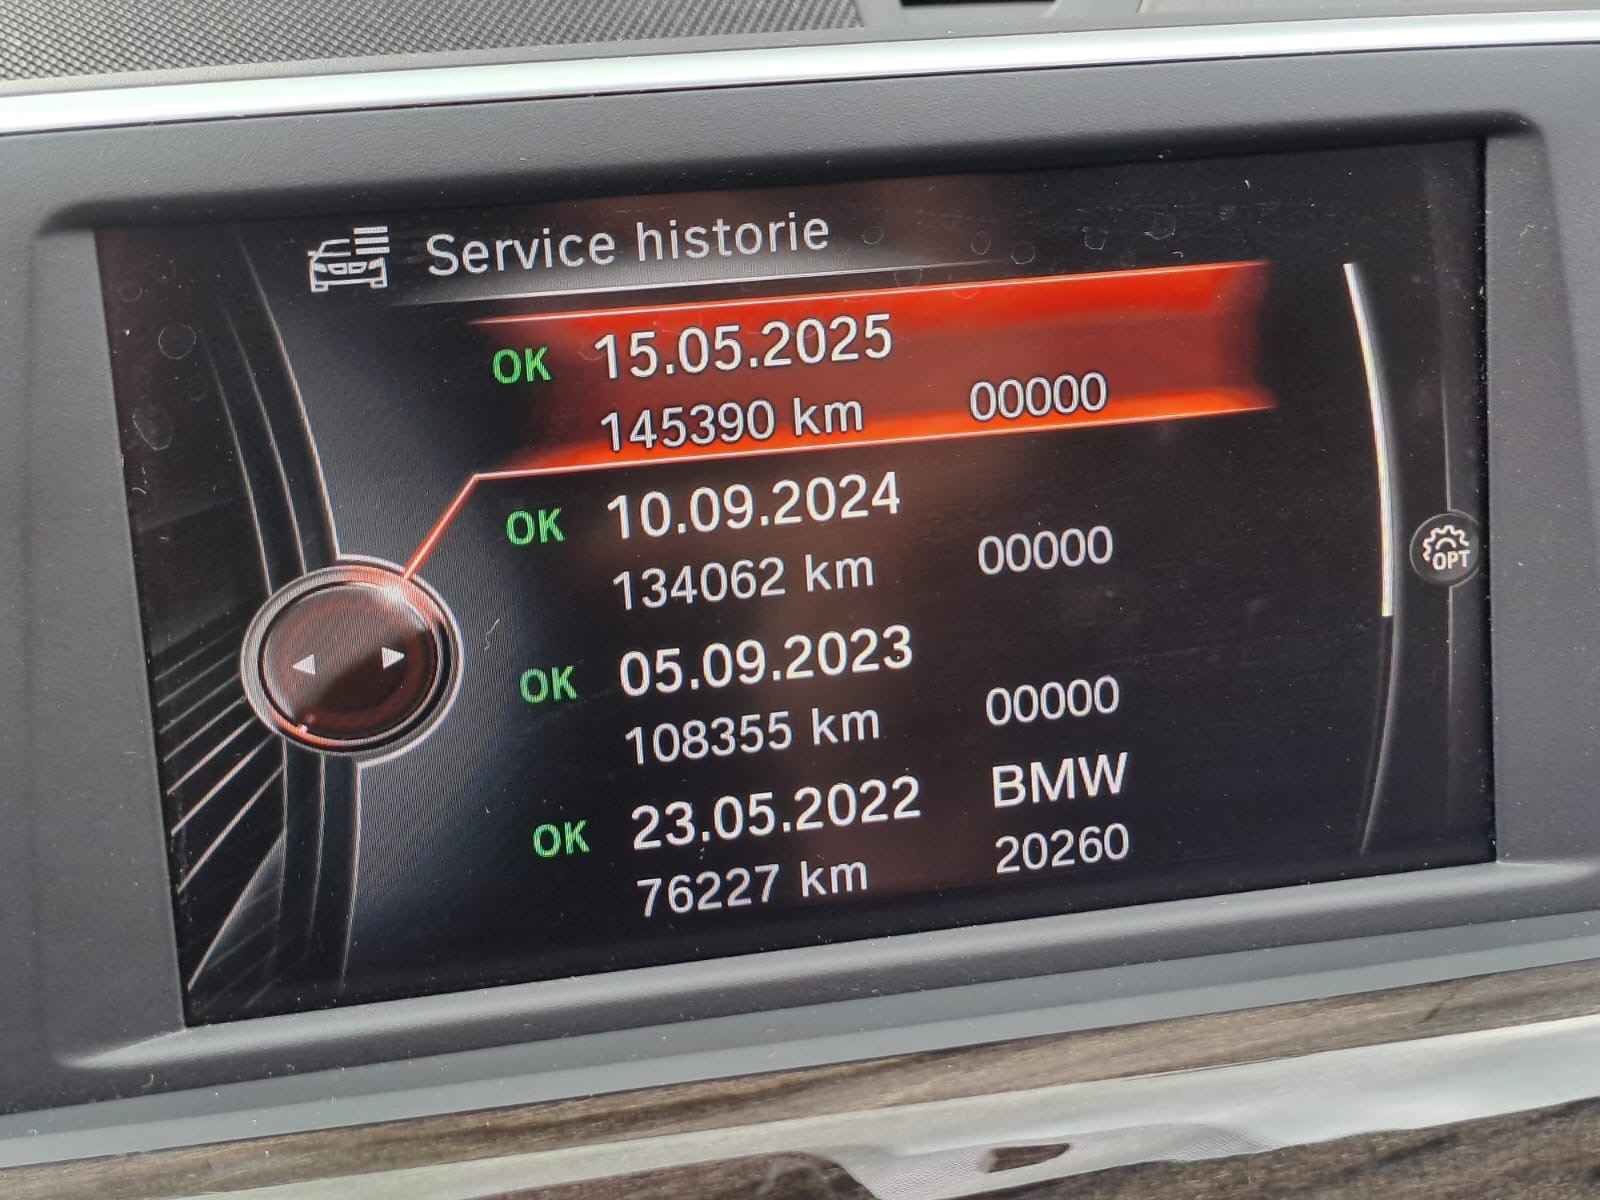 Service historie
OK 15.05.2025
145390 km 00000
OK 10.09.2024
134062 km 00000
OK 05.09.2023
108355 km 00000
OK 23.05.2022 BMW
76227 km 20260
OPT